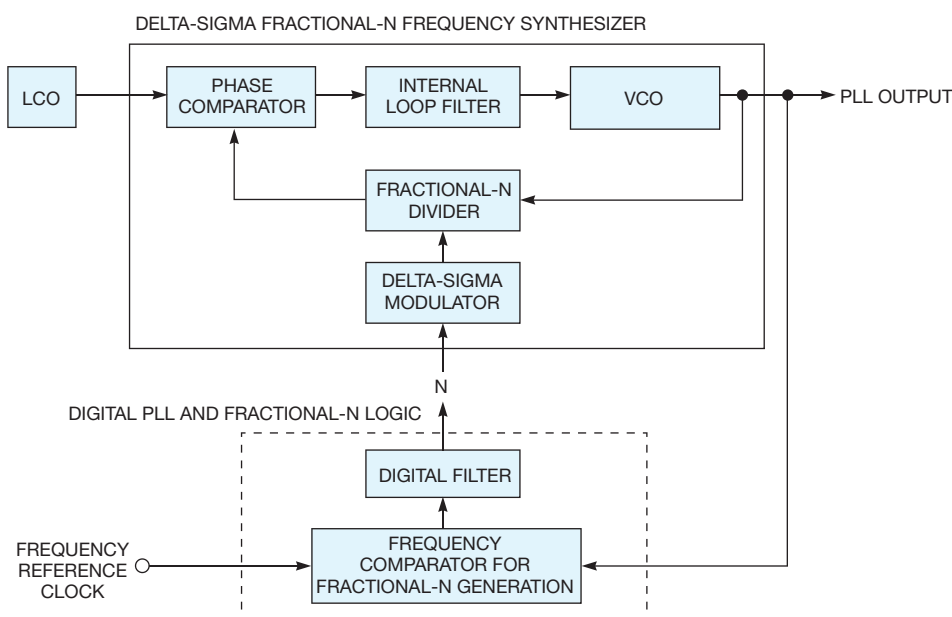 DELTA-SIGMA FRACTIONAL-N FREQUENCY SYNTHESIZER
LCO
PHASE
COMPARATOR
INTERNAL
LOOP FILTER
VCO
PLL OUTPUT
FRACTIONAL-N
DIVIDER
DELTA-SIGMA
MODULATOR
N
DIGITAL PLL AND FRACTIONAL-N LOGIC
DIGITAL FILTER
FREQUENCY
REFERENCE
CLOCK
FREQUENCY
COMPARATOR FOR
FRACTIONAL-N GENERATION